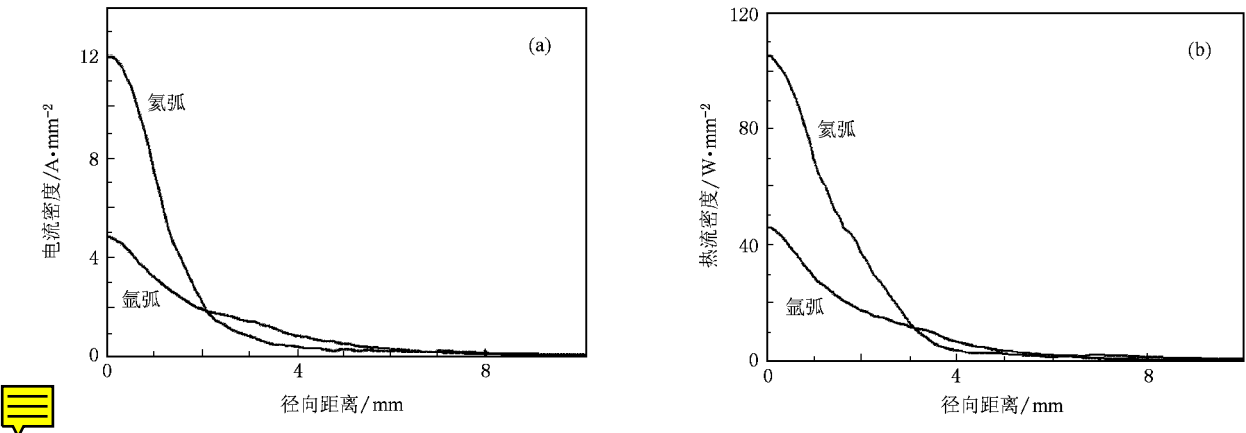 (a)
12
8
4
0
电流密度/A·mm⁻²
氦弧
氩弧
0 4 8
径向距离/mm
(b)
120
80
40
0
热流密度/W·mm⁻²
氦弧
氩弧
0 4 8
径向距离/mm